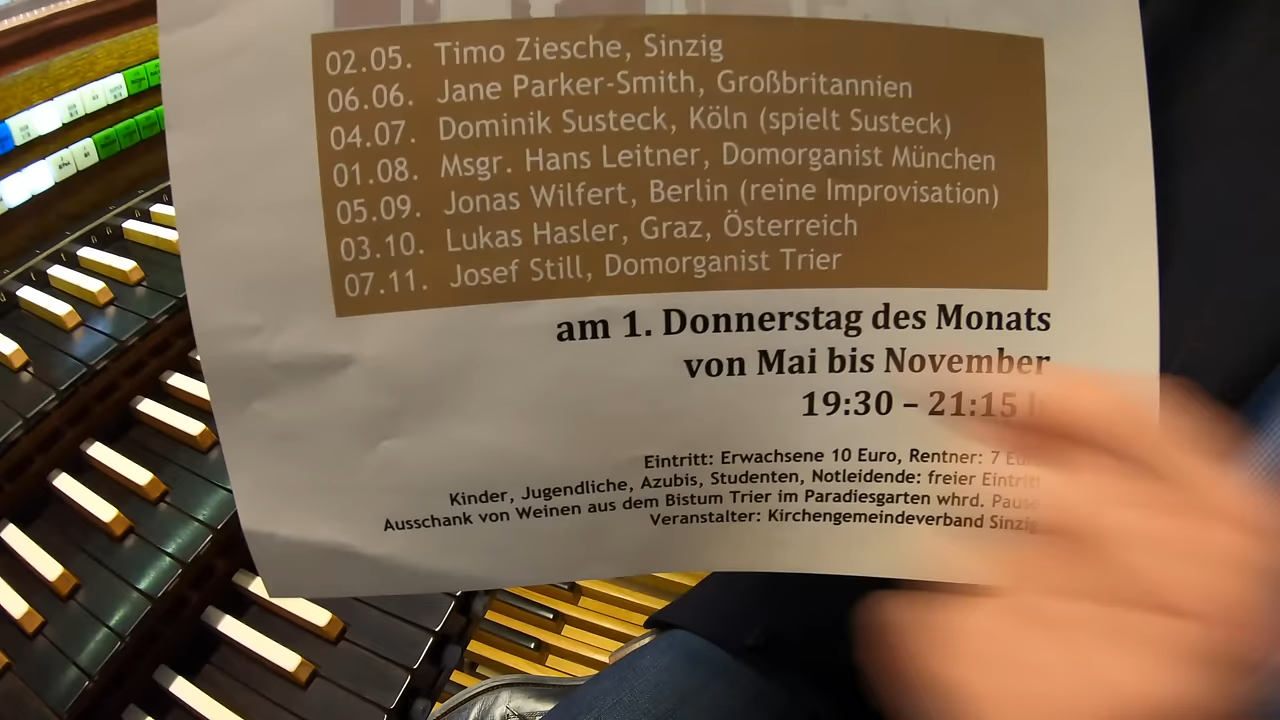 02.05. Timo Ziesche, Sinzig
06.06. Jane Parker-Smith, Großbritannien
04.07. Dominik Susteck, Köln (spielt Susteck)
01.08. Msgr. Hans Leitner, Domorganist München
05.09. Jonas Wilfert, Berlin (reine Improvisation)
03.10. Lukas Hasler, Graz, Österreich
07.11. Josef Still, Domorganist Trier
am 1. Donnerstag des Monats
von Mai bis November
19:30 – 21:15
Eintritt: Erwachsene 10 Euro, Rentner: 7
Kinder, Jugendliche, Azubis, Studenten, Notleidende: freier Eintritt
Ausschank von Weinen aus dem Bistum Trier im Paradiesgarten whrd. Pause
Veranstalter: Kirchengemeindeverband Sinzig